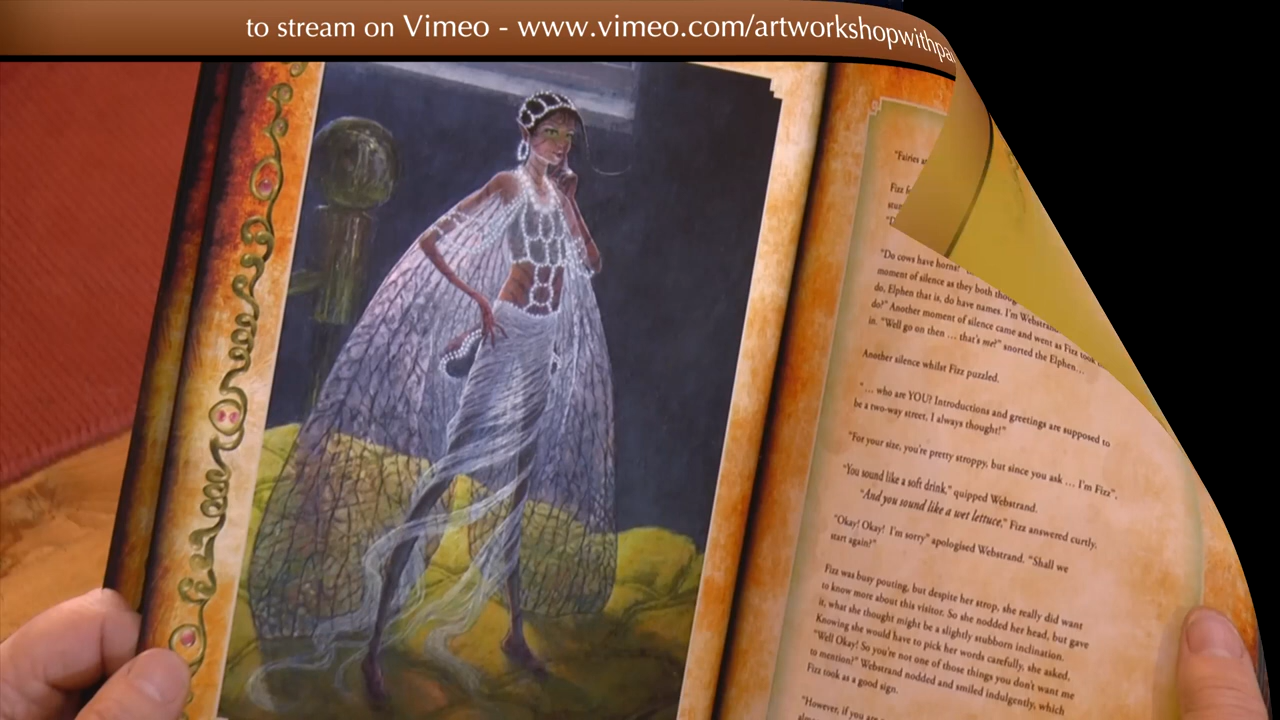 to stream on Vimeo - www.vimeo.com/artworkshopwithpa
"Fairies
Fizz
"Do cows have horns?
moment of silence as they both
do, Elphen that is, do have names. I'm Webstrand
do?" Another moment of silence came and went as Fizz took
in. "Well go on then ... that's me?" snorted the Elphen...
Another silence whilst Fizz puzzled.
"... who are YOU? Introductions and greetings are supposed to
be a two-way street, I always thought!"
"For your size, you're pretty stroppy, but since you ask ... I'm Fizz".
"You sound like a soft drink," quipped Webstrand.
"And you sound like a wet lettuce," Fizz answered curtly.
"Okay! Okay! I'm sorry" apologised Webstrand. "Shall we
start again?"
Fizz was busy pouting, but despite her strop, she really did want
to know more about this visitor. So she nodded her head, but gave
it, what she thought might be a slightly stubborn inclination.
Knowing she would have to pick her words carefully, she asked,
"Well Okay! So you're not one of those things you don't want me
to mention?" Webstrand nodded and smiled indulgently, which
Fizz took as a good sign.
"However, if you are